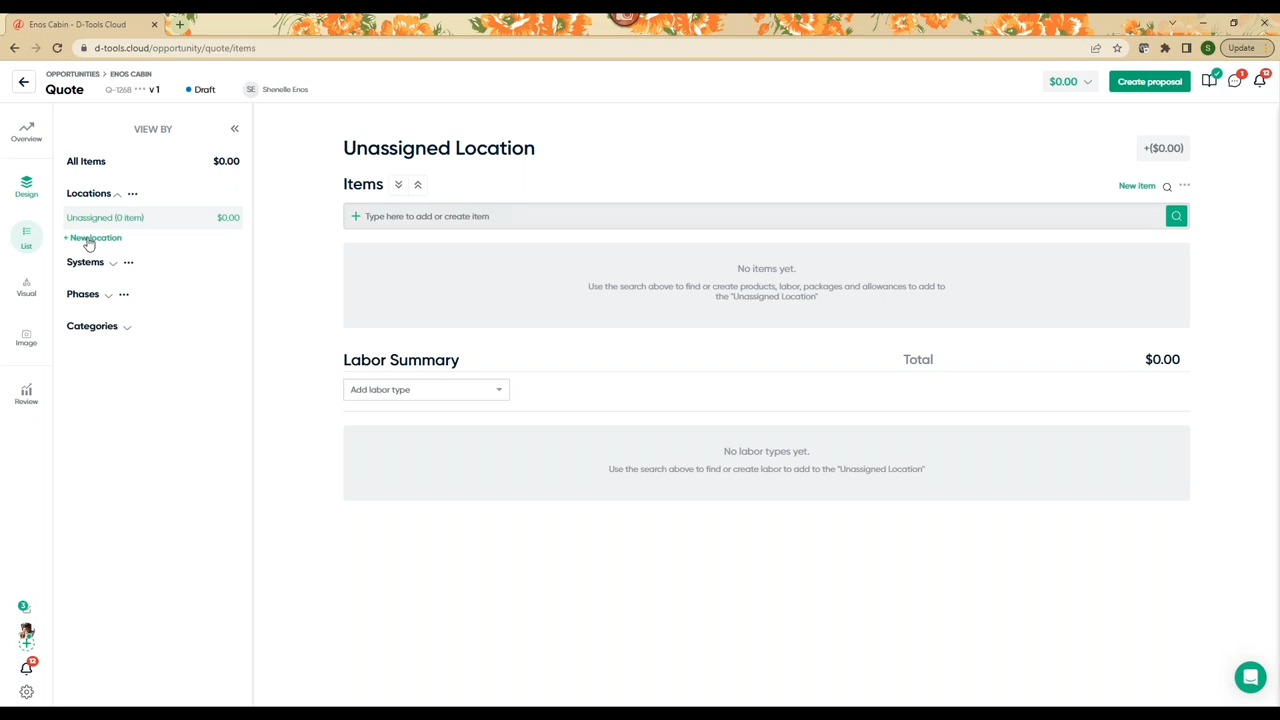 Enos Cabin - D-Tools Cloud
d-tools.cloud/opportunity/quote/items
S
Update
OPPORTUNITIES > ENOS CABIN
Quote
Q-1268 ••• v 1
Draft
SE
Shenelle Enos
$0.00
Create proposal
1
12
Overview
Design
List
Visual
Image
Review
3
12
VIEW BY
All Items $0.00
Locations
Unassigned (0 item) $0.00
+ New location
Systems
Phases
Categories
Unassigned Location
+($0.00)
Items
New item
+ Type here to add or create item
No items yet.
Use the search above to find or create products, labor, packages and allowances to add to
the "Unassigned Location"
Labor Summary
Total $0.00
Add labor type
No labor types yet.
Use the search above to find or create labor to add to the "Unassigned Location"